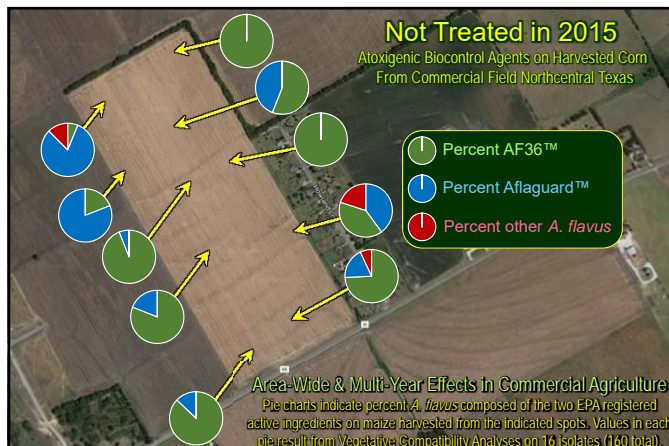 Not Treated in 2015
Atoxigenic Biocontrol Agents on Harvested Corn
From Commercial Field Northcentral Texas
Percent AF36™
Percent Aflaguard™
Percent other A. flavus
Area-Wide & Multi-Year Effects in Commercial Agriculture
Pie charts indicate percent A. flavus composed of the two EPA registered
active ingredients on maize harvested from the indicated spots. Values in each
pie result from Vegetative Compatibility Analyses on 16 isolates (160 total)